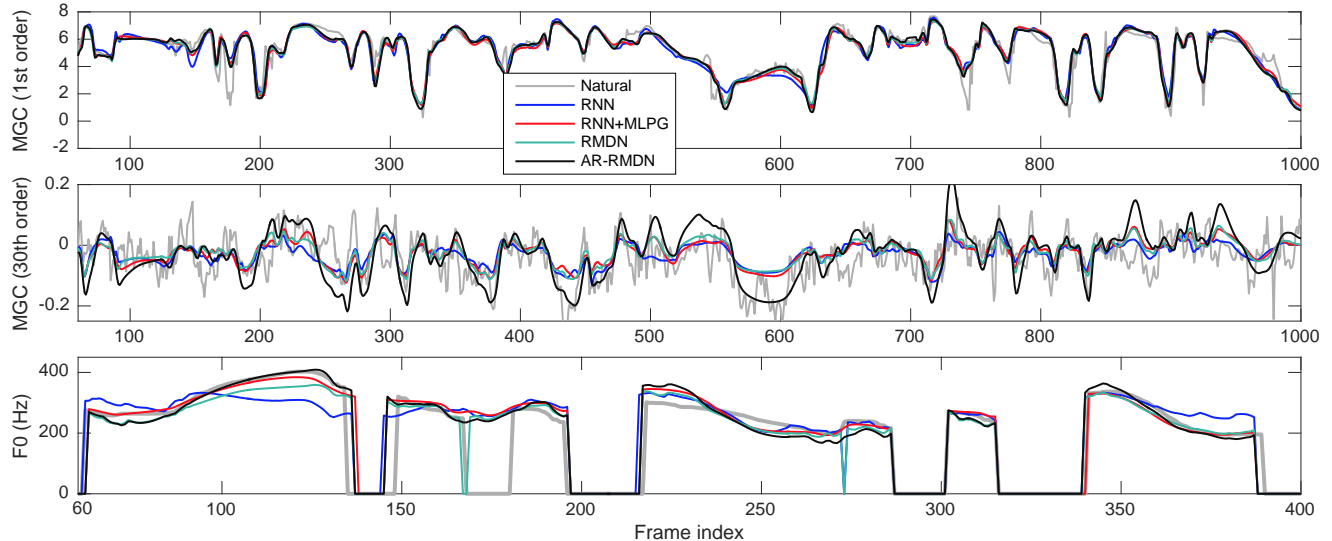 8
6
4
2
0
-2
MGC (1st order)
Natural
RNN
RNN+MLPG
RMDN
AR-RMDN
100 200 300 400 500 600 700 800 900 1000
0.2
0
-0.2
MGC (30th order)
100 200 300 400 500 600 700 800 900 1000
400
200
0
F0 (Hz)
60 100 150 200 250 300 350 400
Frame index